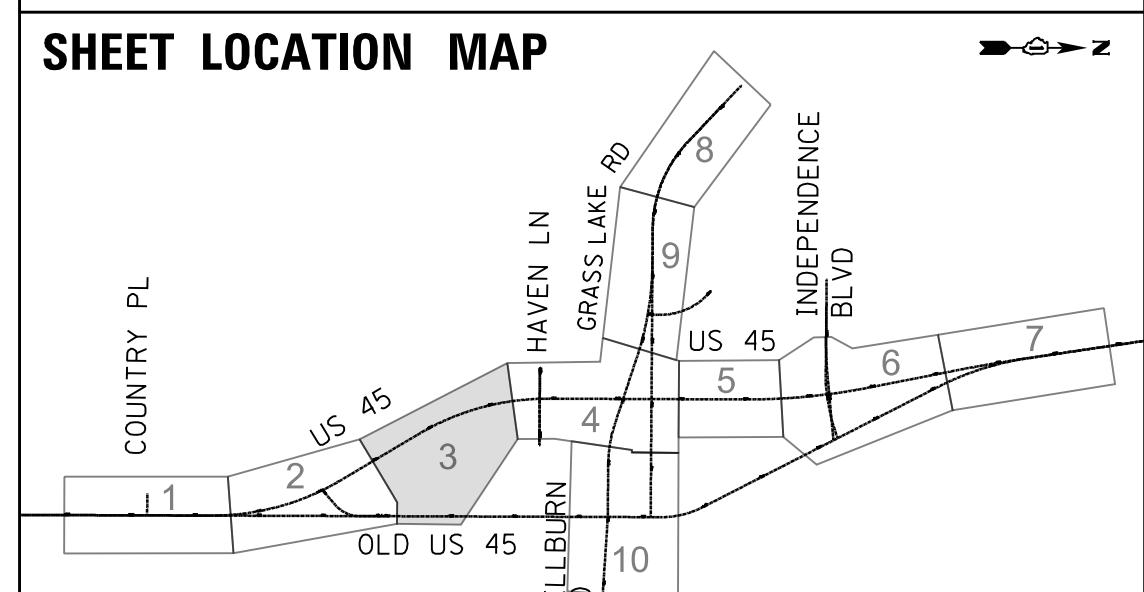 SHEET LOCATION MAP
N
8
GRASS LAKE RD
INDEPENDENCE
BLVD
HAVEN LN
9
COUNTRY PL
US 45
7
6
5
US 45
4
3
2
1
OLD US 45
10